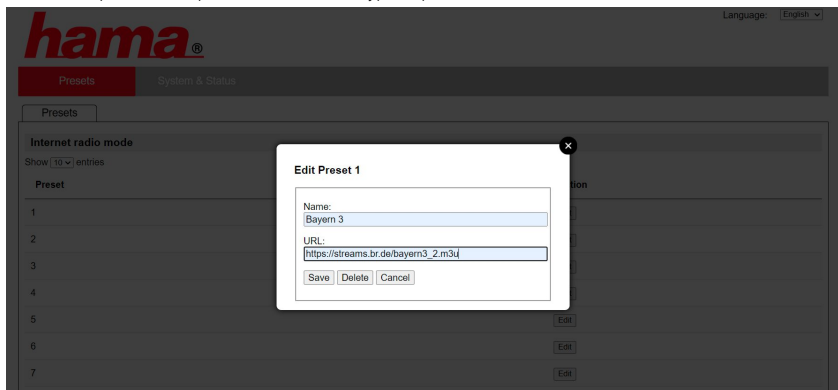 Language: English
hama®
Presets System & Status
Presets
Internet radio mode
Show 10 entries
Preset
1
2
3
4
5 Edit
6 Edit
7 Edit
Edit Preset 1
Name:
Bayern 3
URL:
https://streams.br.de/bayern3_2.m3u
Save Delete Cancel